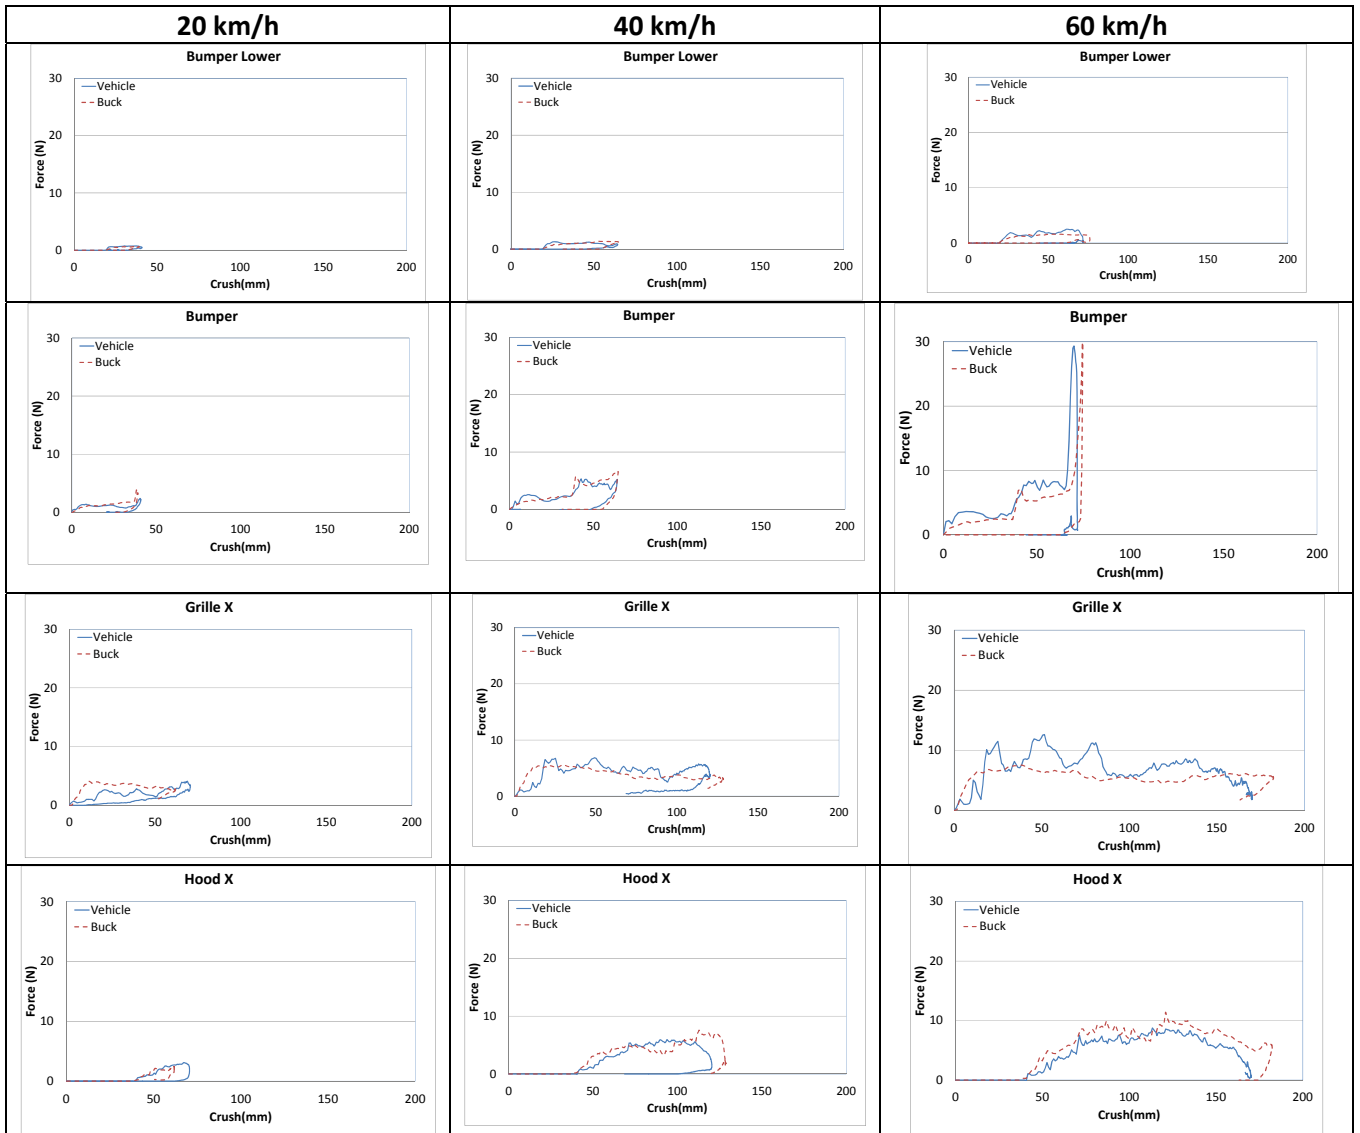 20 km/h 40 km/h 60 km/h
Bumper Lower
30
20
10
0
Force (N)
Vehicle
Buck
0 50 100 150 200
Crush(mm)
Bumper Lower
30
20
10
0
Force (N)
Vehicle
Buck
0 50 100 150 200
Crush(mm)
Bumper Lower
30
20
10
0
Force (N)
Vehicle
Buck
0 50 100 150 200
Crush(mm)
Bumper
30
20
10
0
Force (N)
Vehicle
Buck
0 50 100 150 200
Crush(mm)
Bumper
30
20
10
0
Force (N)
Vehicle
Buck
0 50 100 150 200
Crush(mm)
Bumper
30
20
10
0
Force (N)
Vehicle
Buck
0 50 100 150 200
Crush(mm)
Grille X
30
20
10
0
Force (N)
Vehicle
Buck
0 50 100 150 200
Crush(mm)
Grille X
30
20
10
0
Force (N)
Vehicle
Buck
0 50 100 150 200
Crush(mm)
Grille X
30
20
10
0
Force (N)
Vehicle
Buck
0 50 100 150 200
Crush(mm)
Hood X
30
20
10
0
Force (N)
Vehicle
Buck
0 50 100 150 200
Crush(mm)
Hood X
30
20
10
0
Force (N)
Vehicle
Buck
0 50 100 150 200
Crush(mm)
Hood X
30
20
10
0
Force (N)
Vehicle
Buck
0 50 100 150 200
Crush(mm)